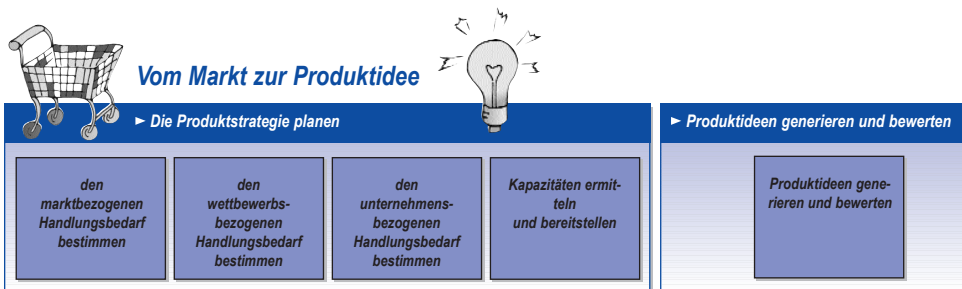 Vom Markt zur Produktidee
► Die Produktstrategie planen
► Produktideen generieren und bewerten
den
marktbezogenen
Handlungsbedarf
bestimmen
den
wettbewerbs-
bezogenen
Handlungsbedarf
bestimmen
den
unternehmens-
bezogenen
Handlungsbedarf
bestimmen
Kapazitäten ermit-
teln
und bereitstellen
Produktideen gene-
rieren und bewerten